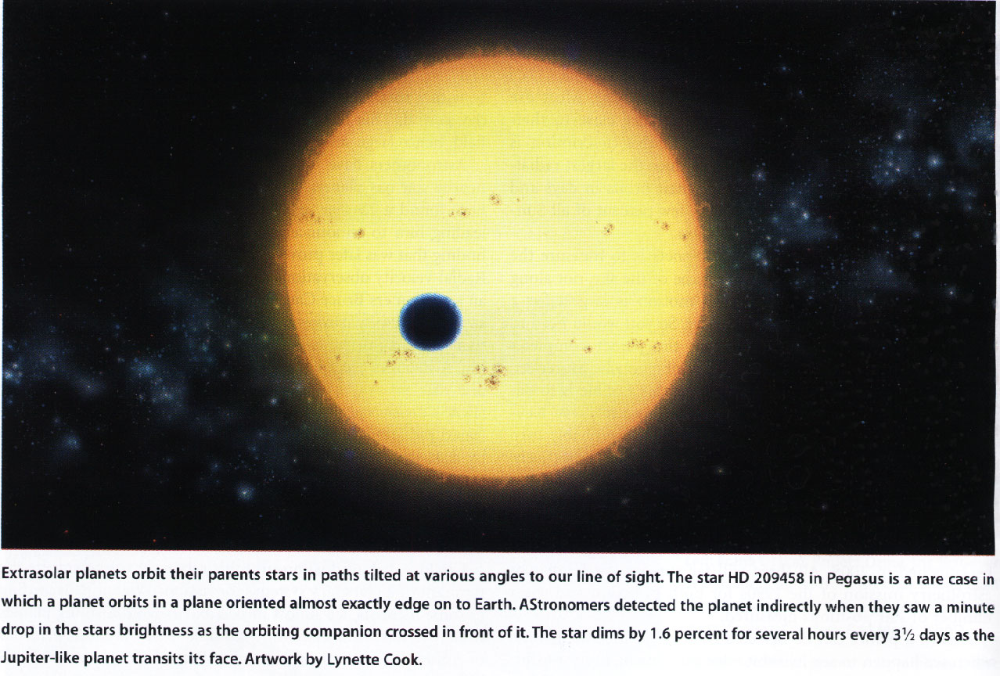 Extrasolar planets orbit their parents stars in paths tilted at various angles to our line of sight. The star HD 209458 in Pegasus is a rare case in
which a planet orbits in a plane oriented almost exactly edge on to Earth. AStronomers detected the planet indirectly when they saw a minute
drop in the stars brightness as the orbiting companion crossed in front of it. The star dims by 1.6 percent for several hours every 3½ days as the
Jupiter-like planet transits its face. Artwork by Lynette Cook.